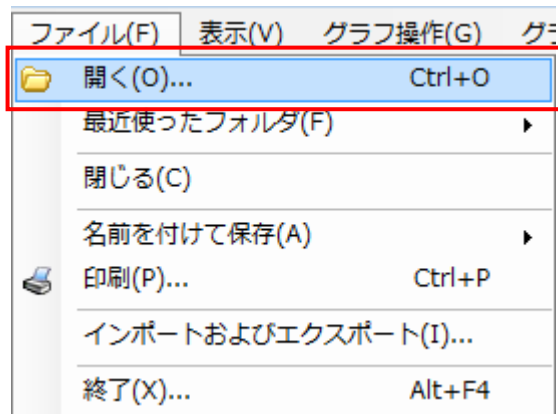 ファイル(F) 表示(V) グラフ操作(G) グラ
開く(O)... Ctrl+O
最近使ったフォルダ(F)
閉じる(C)
名前を付けて保存(A)
印刷(P)... Ctrl+P
インポートおよびエクスポート(I)...
終了(X)... Alt+F4